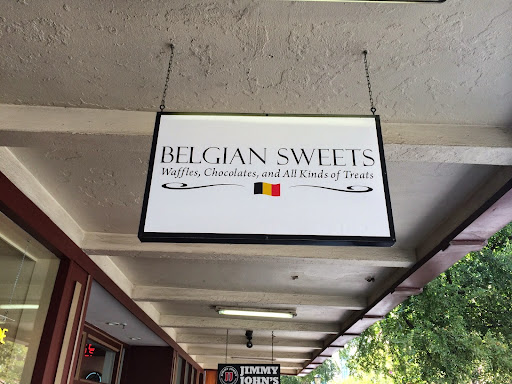 BELGIAN SWEETS
Waffles, Chocolates, and All Kinds of Treats
JIMMY
JOHN'S